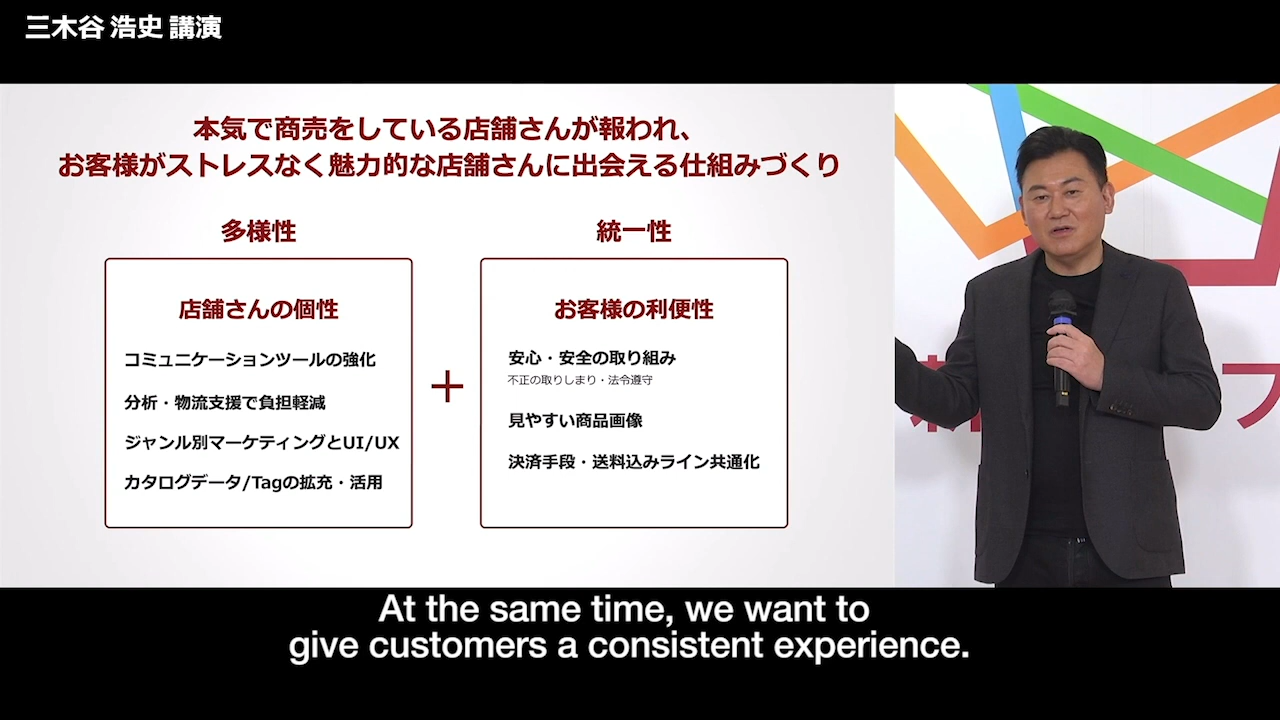 三木谷 浩史 講演
本気で商売をしている店舗さんが報われ、
お客様がストレスなく魅力的な店舗さんに出会える仕組みづくり
多様性
店舗さんの個性
コミュニケーションツールの強化
分析・物流支援で負担軽減
ジャンル別マーケティングとUI/UX
カタログデータ/Tagの拡充・活用
+
統一性
お客様の利便性
安心・安全の取り組み
不正の取りしまり・法令遵守
見やすい商品画像
決済手段・送料込みライン共通化
At the same time, we want to
give customers a consistent experience.